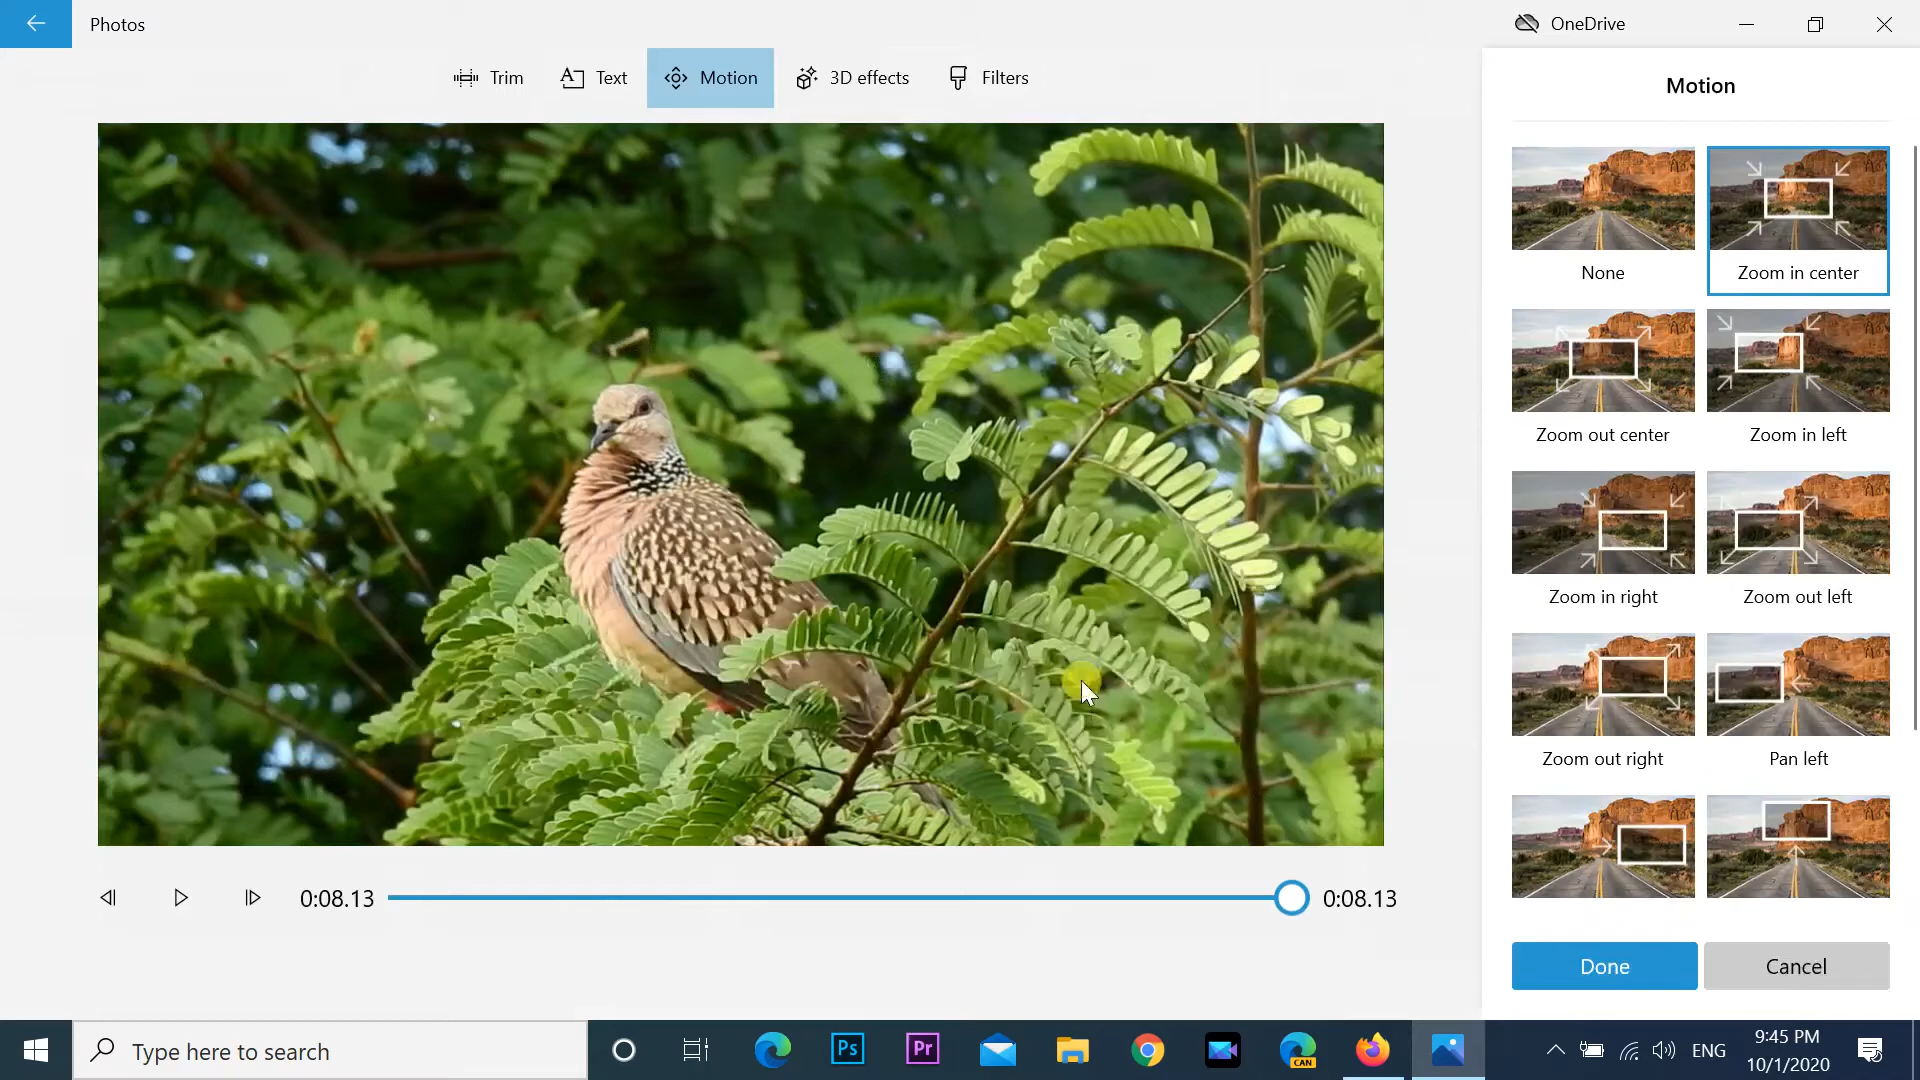 Photos
OneDrive
Trim
Text
Motion
3D effects
Filters
Motion
None
Zoom in center
Zoom out center
Zoom in left
Zoom in right
Zoom out left
Zoom out right
Pan left
0:08.13
0:08.13
Done
Cancel
Type here to search
Ps
Pr
CAN
ENG
9:45 PM
10/1/2020